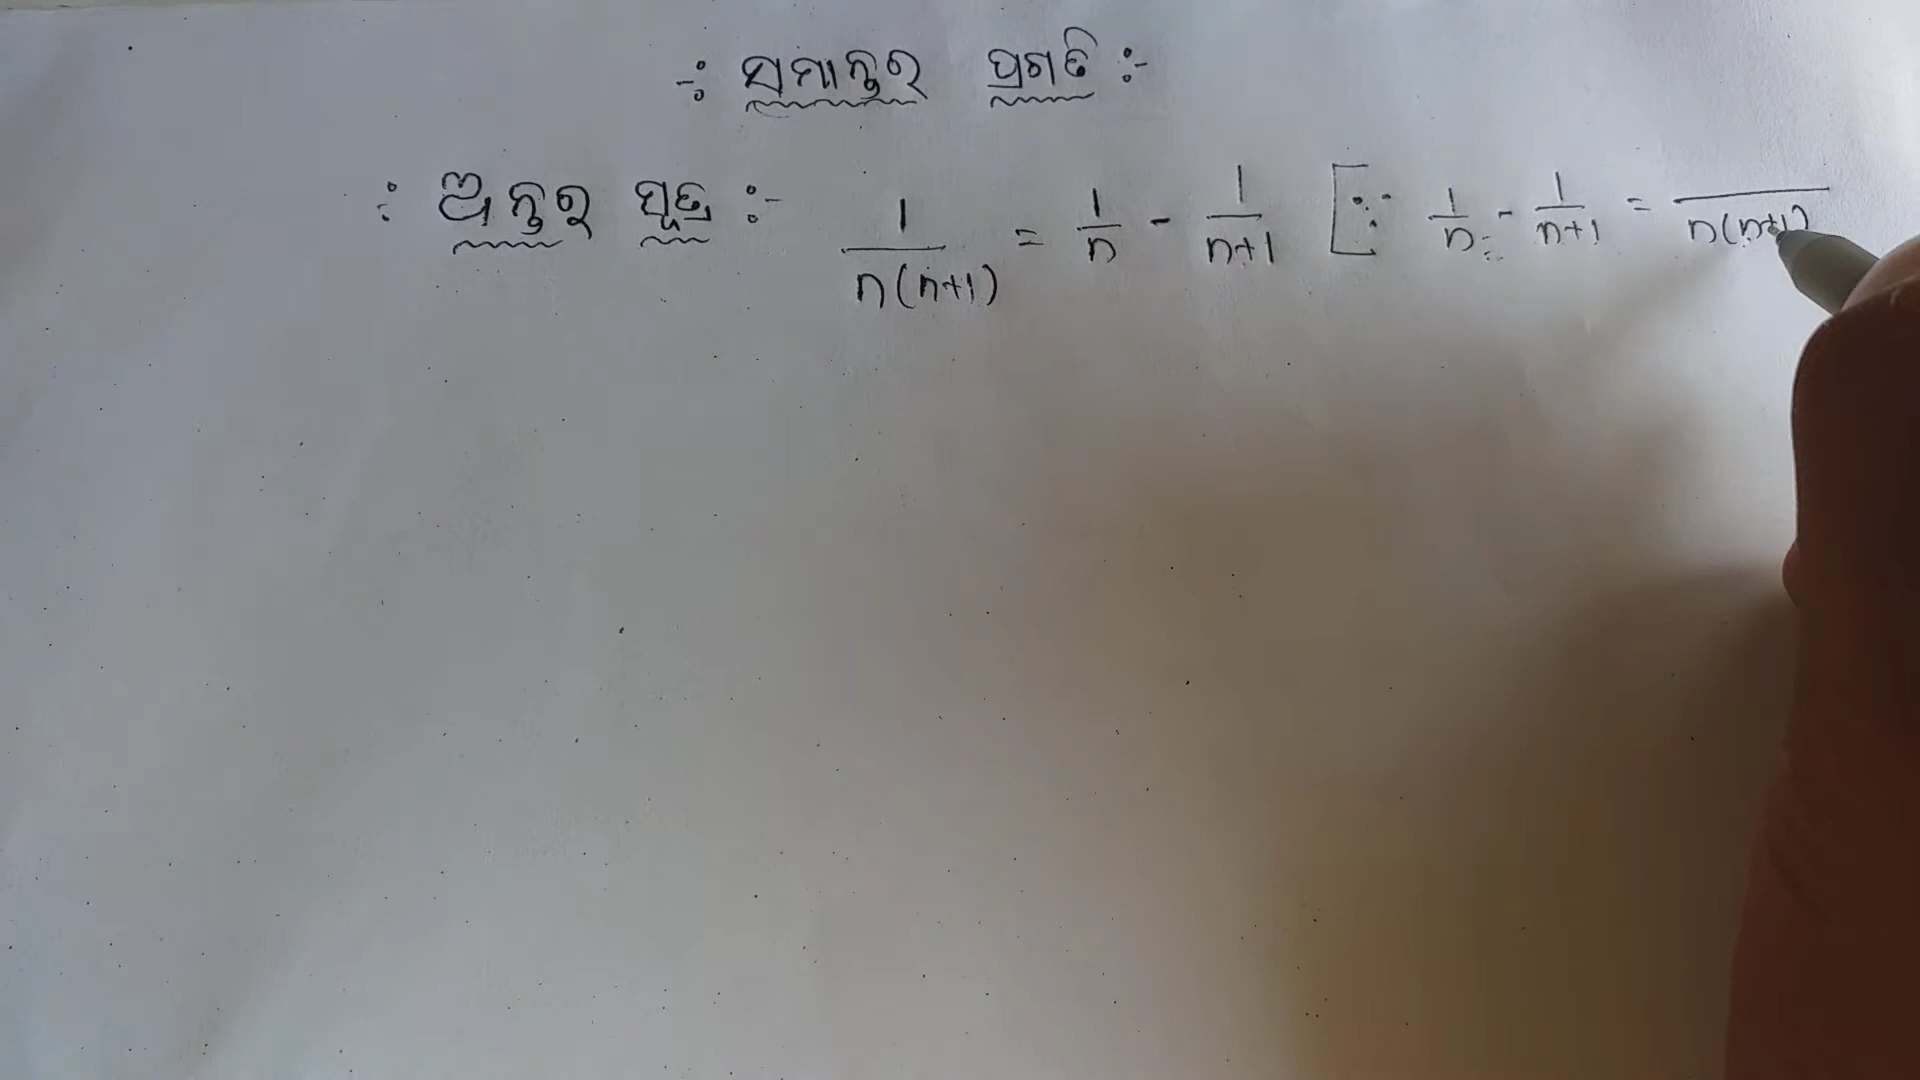 -: ସମାନ୍ତର ପ୍ରଗତି :-
: ଅନ୍ତର ସୂତ୍ର :- 1/n(n+1) = 1/n - 1/n+1 [∵ 1/n - 1/n+1 = /n(n+1)